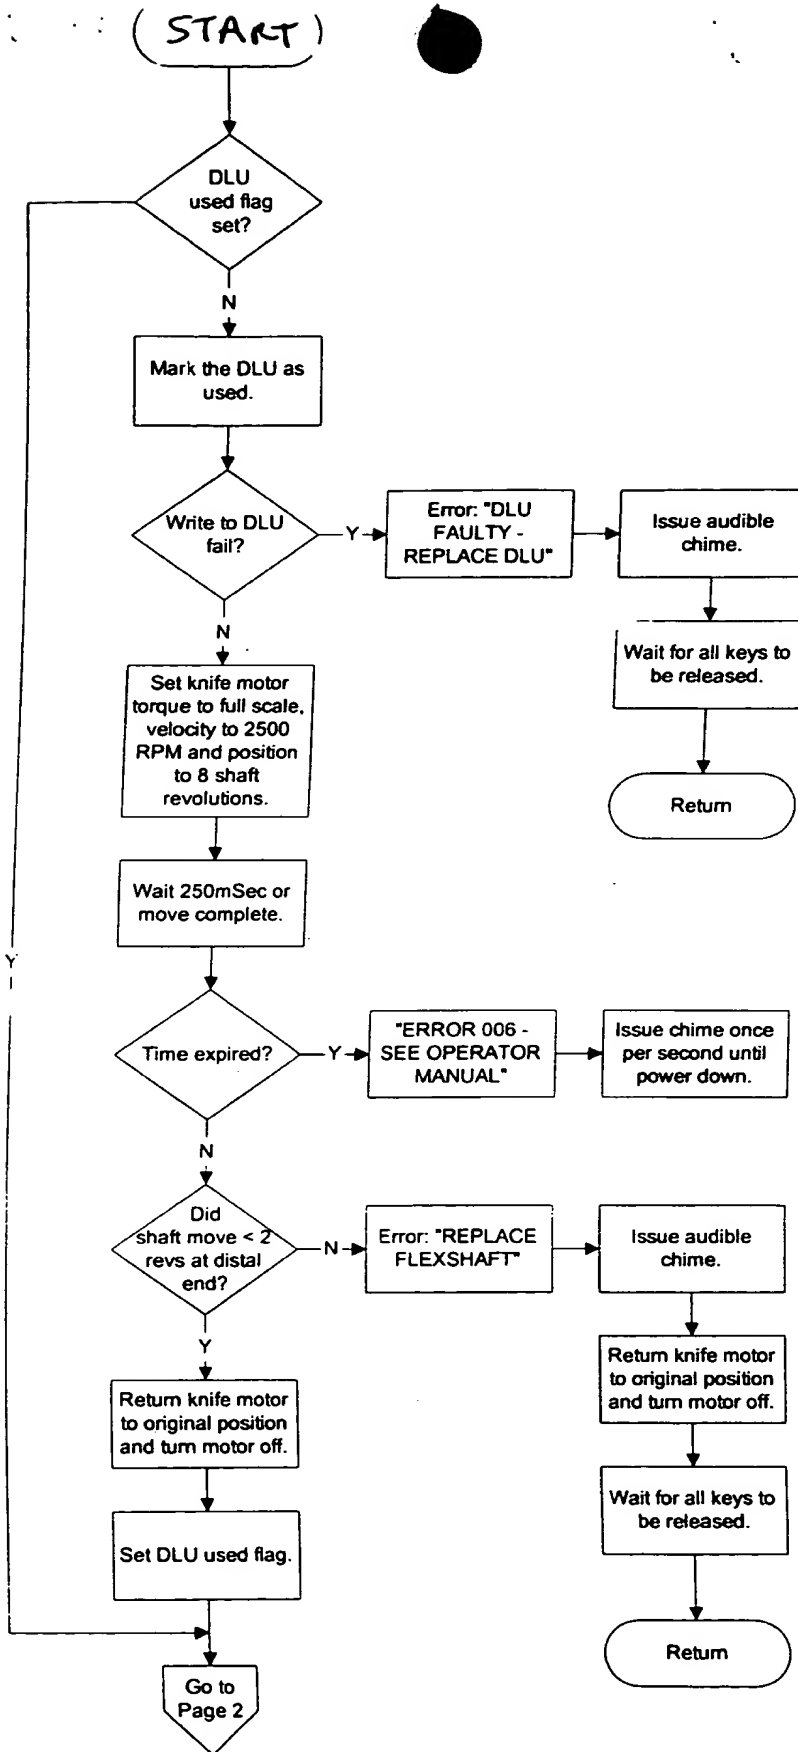 (START)
DLU
used flag
set?
N
Mark the DLU as
used.
Write to DLU
fail?
Y
Error: "DLU
FAULTY -
REPLACE DLU"
Issue audible
chime.
N
Wait for all keys to
be released.
Set knife motor
torque to full scale,
velocity to 2500
RPM and position
to 8 shaft
revolutions.
Return
Wait 250mSec or
move complete.
Y
Time expired?
Y
"ERROR 006 -
SEE OPERATOR
MANUAL"
Issue chime once
per second until
power down.
N
Did
shaft move < 2
revs at distal
end?
N
Error: "REPLACE
FLEXSHAFT"
Issue audible
chime.
Y
Return knife motor
to original position
and turn motor off.
Return knife motor
to original position
and turn motor off.
Wait for all keys to
be released.
Set DLU used flag.
Return
Go to
Page 2